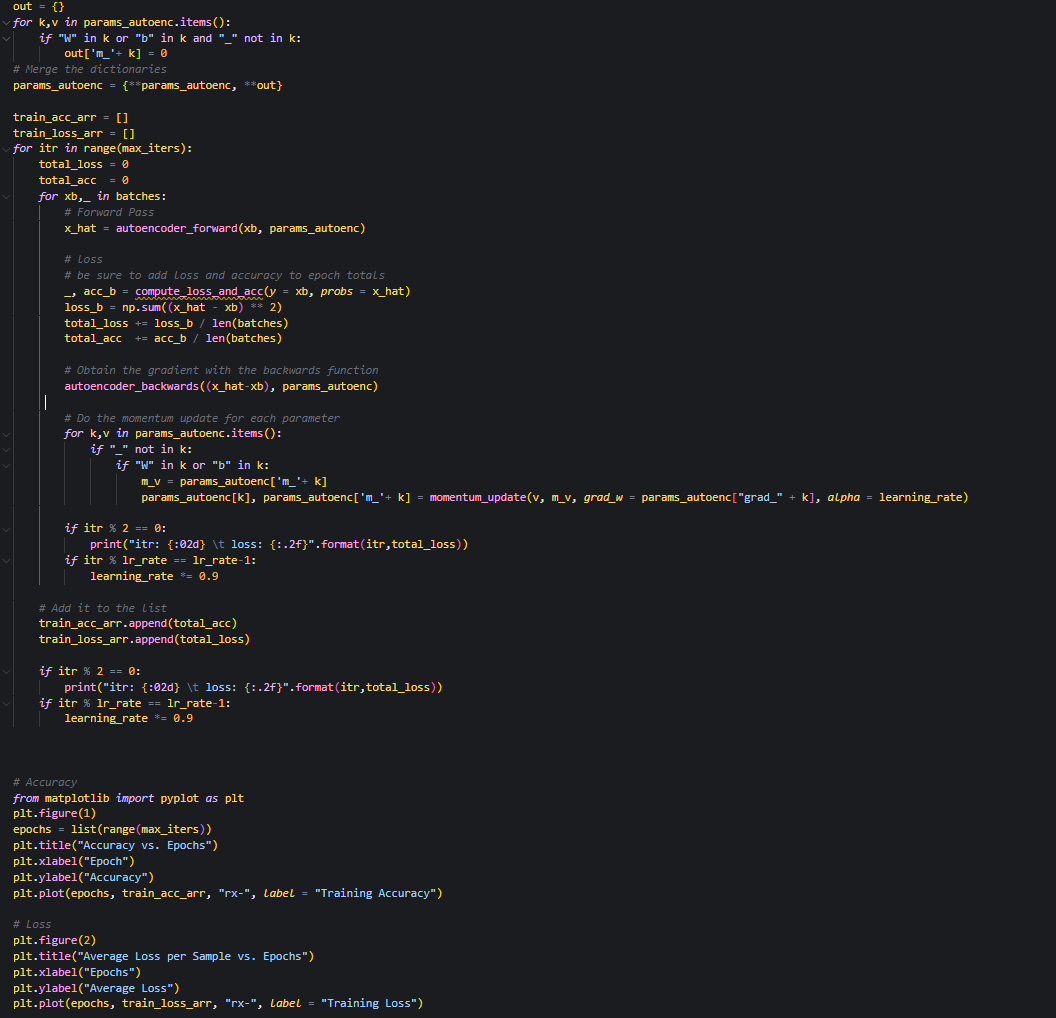 out = {}
for k,v in params_autoenc.items():
    if "W" in k or "b" in k and "_" not in k:
        out['m_'+ k] = 0
# Merge the dictionaries
params_autoenc = {**params_autoenc, **out}

train_acc_arr = []
train_loss_arr = []
for itr in range(max_iters):
    total_loss = 0
    total_acc  = 0
    for xb,_ in batches:
        # Forward Pass
        x_hat = autoencoder_forward(xb, params_autoenc)

        # loss
        # be sure to add loss and accuracy to epoch totals
        _, acc_b = compute_loss_and_acc(y = xb, probs = x_hat)
        loss_b = np.sum((x_hat - xb) ** 2)
        total_loss += loss_b / len(batches)
        total_acc  += acc_b / len(batches)

        # Obtain the gradient with the backwards function
        autoencoder_backwards((x_hat-xb), params_autoenc)

        # Do the momentum update for each parameter
        for k,v in params_autoenc.items():
            if "_" not in k:
                if "W" in k or "b" in k:
                    m_v = params_autoenc['m_'+ k]
                    params_autoenc[k], params_autoenc['m_'+ k] = momentum_update(v, m_v, grad_w = params_autoenc["grad_" + k], alpha = learning_rate)

        if itr % 2 == 0:
            print("itr: {:02d} \t loss: {:.2f}".format(itr,total_loss))
        if itr % lr_rate == lr_rate-1:
            learning_rate *= 0.9

    # Add it to the list
    train_acc_arr.append(total_acc)
    train_loss_arr.append(total_loss)

    if itr % 2 == 0:
        print("itr: {:02d} \t loss: {:.2f}".format(itr,total_loss))
    if itr % lr_rate == lr_rate-1:
        learning_rate *= 0.9

# Accuracy
from matplotlib import pyplot as plt
plt.figure(1)
epochs = list(range(max_iters))
plt.title("Accuracy vs. Epochs")
plt.xlabel("Epoch")
plt.ylabel("Accuracy")
plt.plot(epochs, train_acc_arr, "rx-", label = "Training Accuracy")

# Loss
plt.figure(2)
plt.title("Average Loss per Sample vs. Epochs")
plt.xlabel("Epochs")
plt.ylabel("Average Loss")
plt.plot(epochs, train_loss_arr, "rx-", label = "Training Loss")